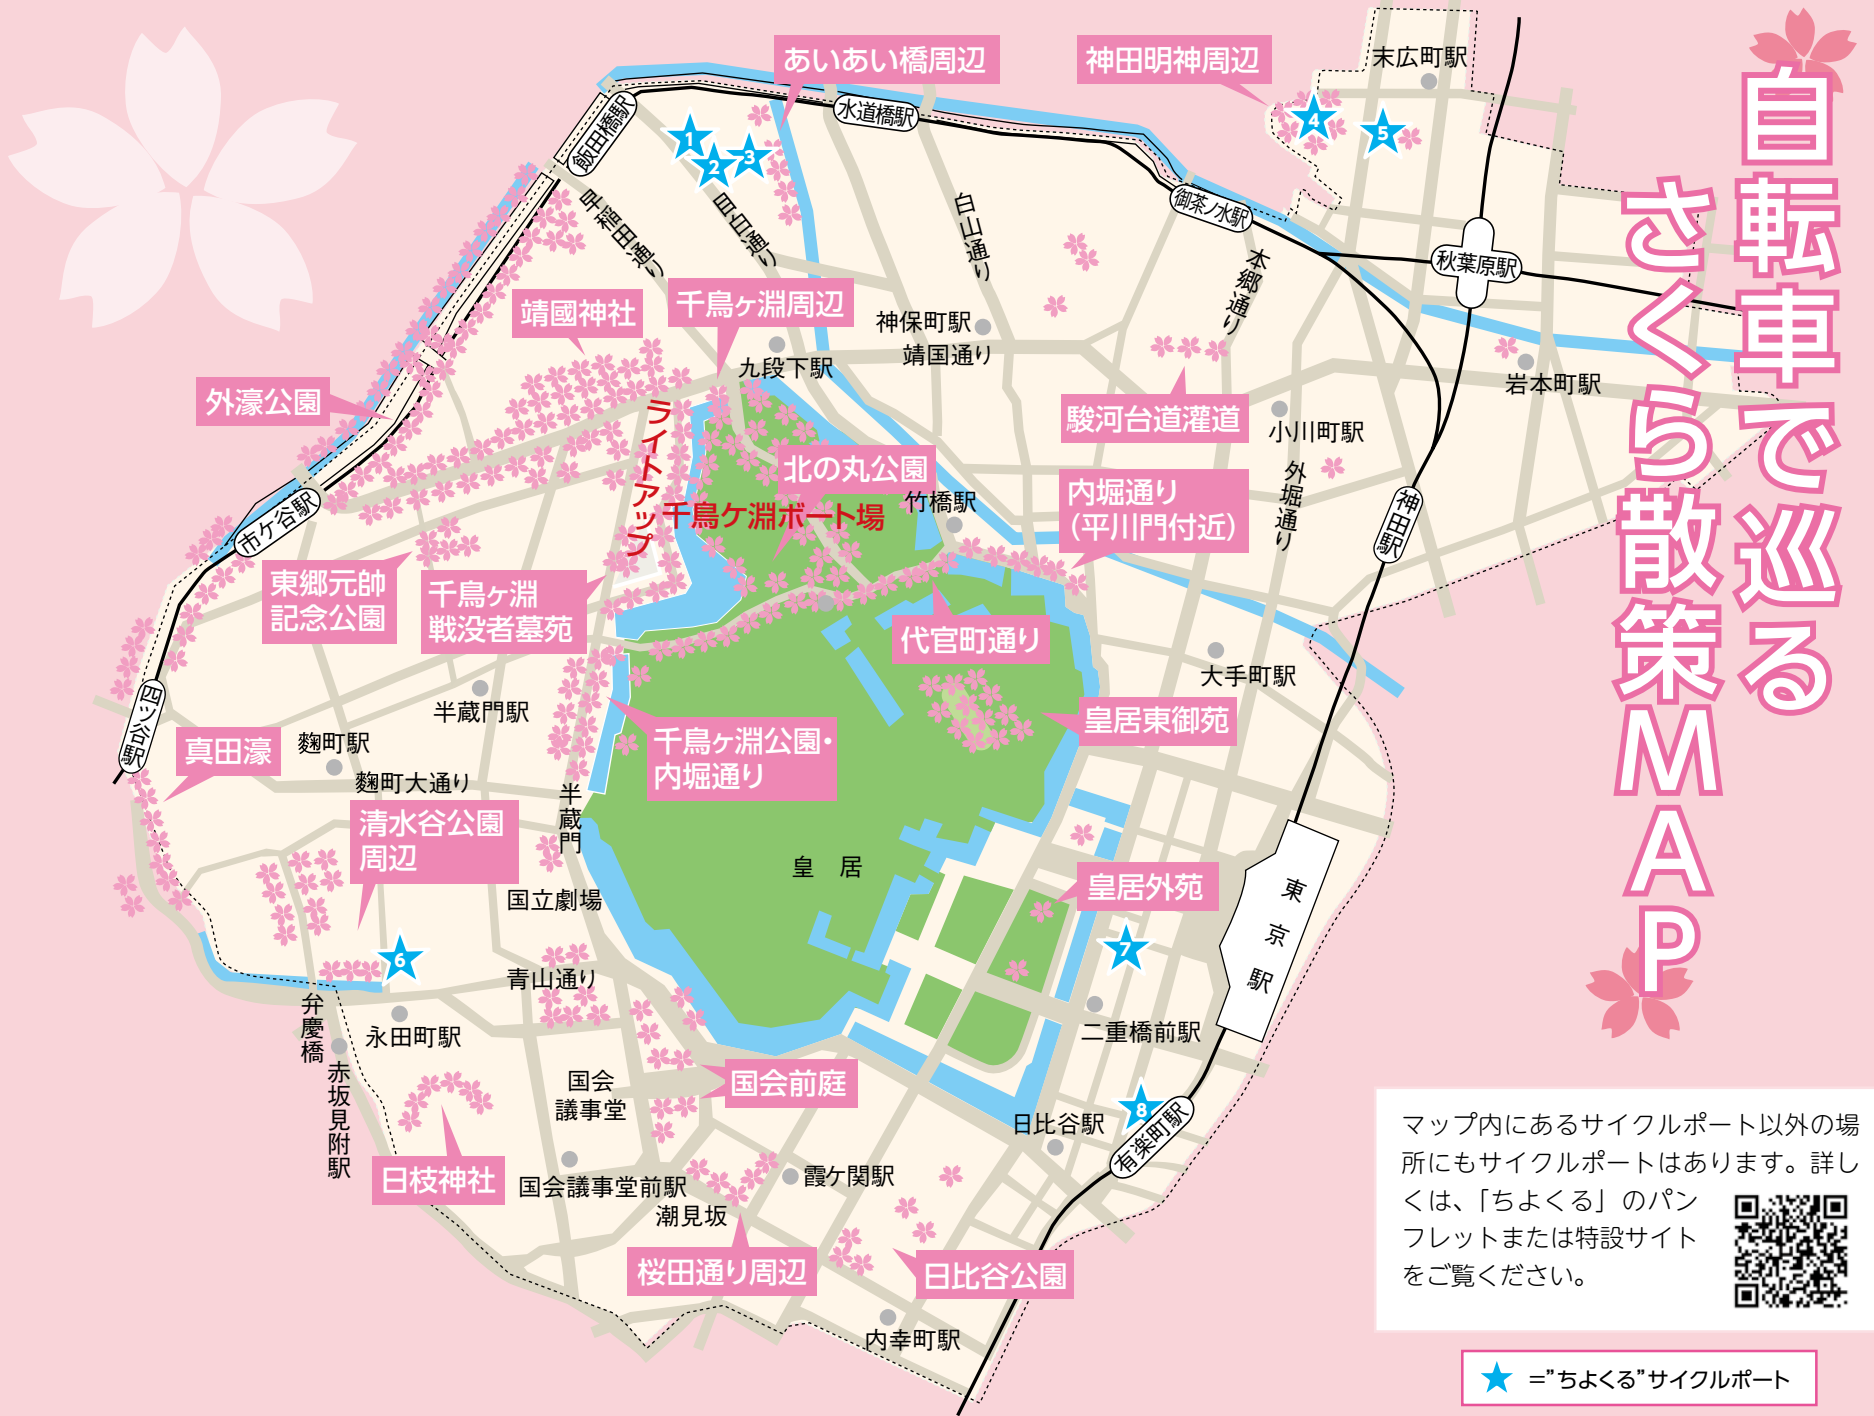 自転車で巡る
さくら散策MAP
あいあい橋周辺
神田明神周辺
末広町駅
水道橋駅
飯田橋駅
1
2
3
4
5
早稲田通り
目白通り
白山通り
御茶ノ水駅
本郷通り
秋葉原駅
靖國神社
千鳥ヶ淵周辺
神保町駅
靖国通り
九段下駅
岩本町駅
外濠公園
ライトアップ
駿河台道灌道
小川町駅
北の丸公園
竹橋駅
内堀通り
(平川門付近)
外堀通り
千鳥ケ淵ボート場
市ケ谷駅
神田駅
東郷元帥
記念公園
千鳥ヶ淵
戦没者墓苑
代官町通り
大手町駅
四ツ谷駅
半蔵門駅
皇居東御苑
真田濠
麴町駅
千鳥ヶ淵公園・
内堀通り
麴町大通り
半蔵門
清水谷公園
周辺
皇 居
国立劇場
皇居外苑
東京駅
6
7
青山通り
弁慶橋
永田町駅
二重橋前駅
赤坂見附駅
国会
議事堂
国会前庭
8
日比谷駅
有楽町駅
日枝神社
国会議事堂前駅
霞ケ関駅
潮見坂
桜田通り周辺
日比谷公園
内幸町駅
マップ内にあるサイクルポート以外の場
所にもサイクルポートはあります。詳し
くは、「ちよくる」のパン
フレットまたは特設サイト
をご覧ください。
="ちよくる"サイクルポート